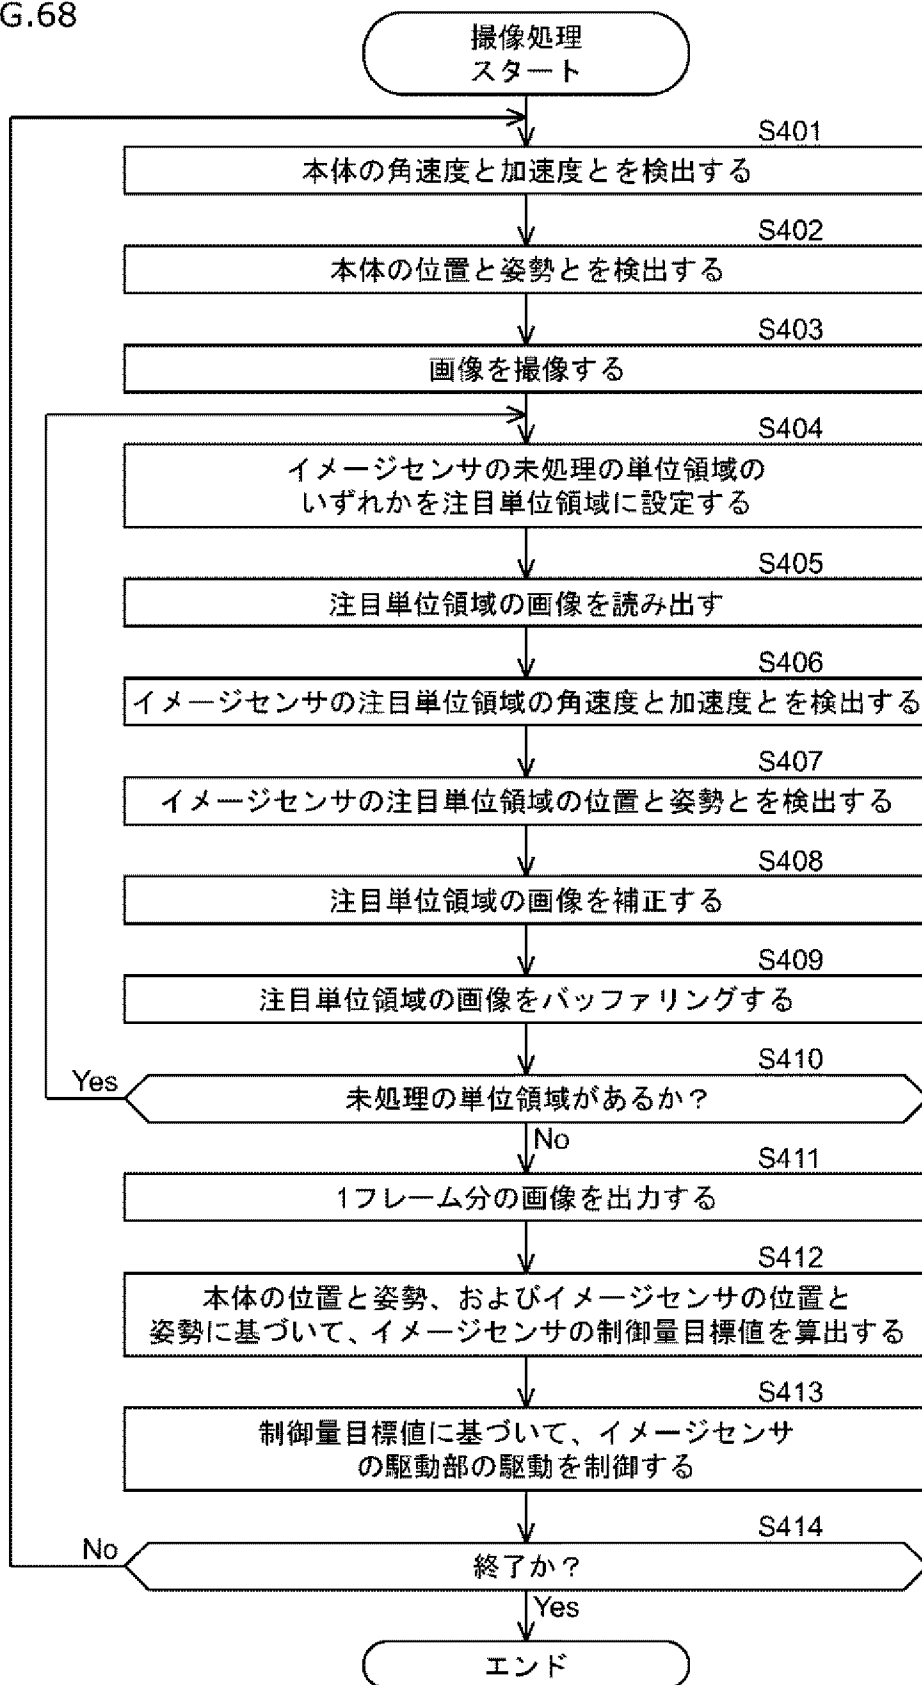 G.68
撮像処理
スタート
S401
本体の角速度と加速度とを検出する
S402
本体の位置と姿勢とを検出する
S403
画像を撮像する
S404
イメージセンサの未処理の単位領域の
いずれかを注目単位領域に設定する
S405
注目単位領域の画像を読み出す
S406
イメージセンサの注目単位領域の角速度と加速度とを検出する
S407
イメージセンサの注目単位領域の位置と姿勢とを検出する
S408
注目単位領域の画像を補正する
S409
注目単位領域の画像をバッファリングする
S410
Yes
未処理の単位領域があるか？
No
S411
1フレーム分の画像を出力する
S412
本体の位置と姿勢、およびイメージセンサの位置と
姿勢に基づいて、イメージセンサの制御量目標値を算出する
S413
制御量目標値に基づいて、イメージセンサ
の駆動部の駆動を制御する
S414
No
終了か？
Yes
エンド